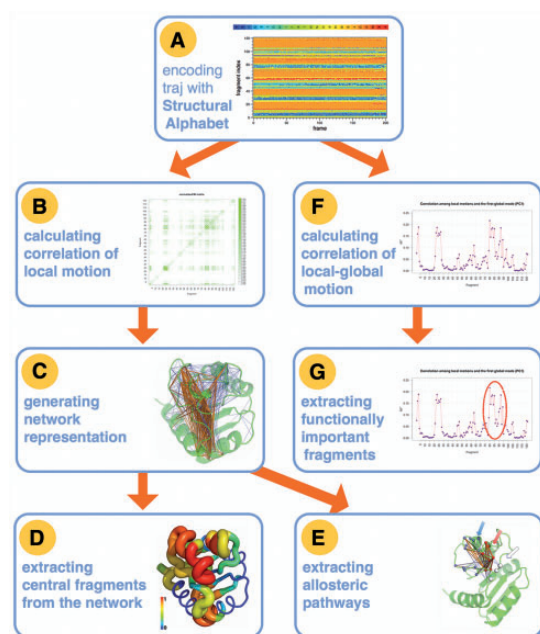 A
encoding
traj with
Structural
Alphabet
fragment index
frame
B
calculating
correlation of
local motion
F
calculating
correlation of
local-global
motion
Correlation among local motions and the first global mode (PC1)
Fragment
C
generating
network
representation
G
extracting
functionally
important
fragments
Correlation among local motions and the first global mode (PC1)
Fragment
D
extracting
central fragments
from the network
E
extracting
allosteric
pathways